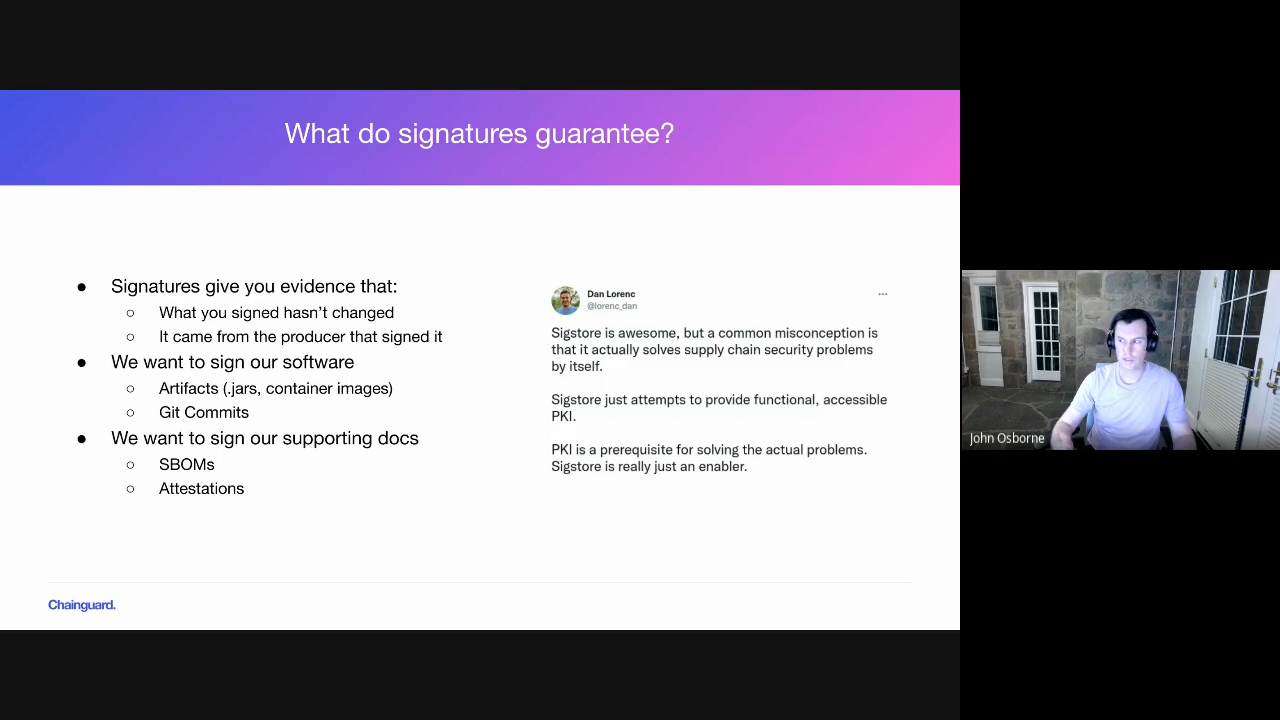 What do signatures guarantee?
● Signatures give you evidence that:
○ What you signed hasn’t changed
○ It came from the producer that signed it
● We want to sign our software
○ Artifacts (.jars, container images)
○ Git Commits
● We want to sign our supporting docs
○ SBOMs
○ Attestations
Dan Lorenc
@lorenc_dan
...
Sigstore is awesome, but a common misconception is
that it actually solves supply chain security problems
by itself.
Sigstore just attempts to provide functional, accessible
PKI.
PKI is a prerequisite for solving the actual problems.
Sigstore is really just an enabler.
Chainguard.
John Osborne